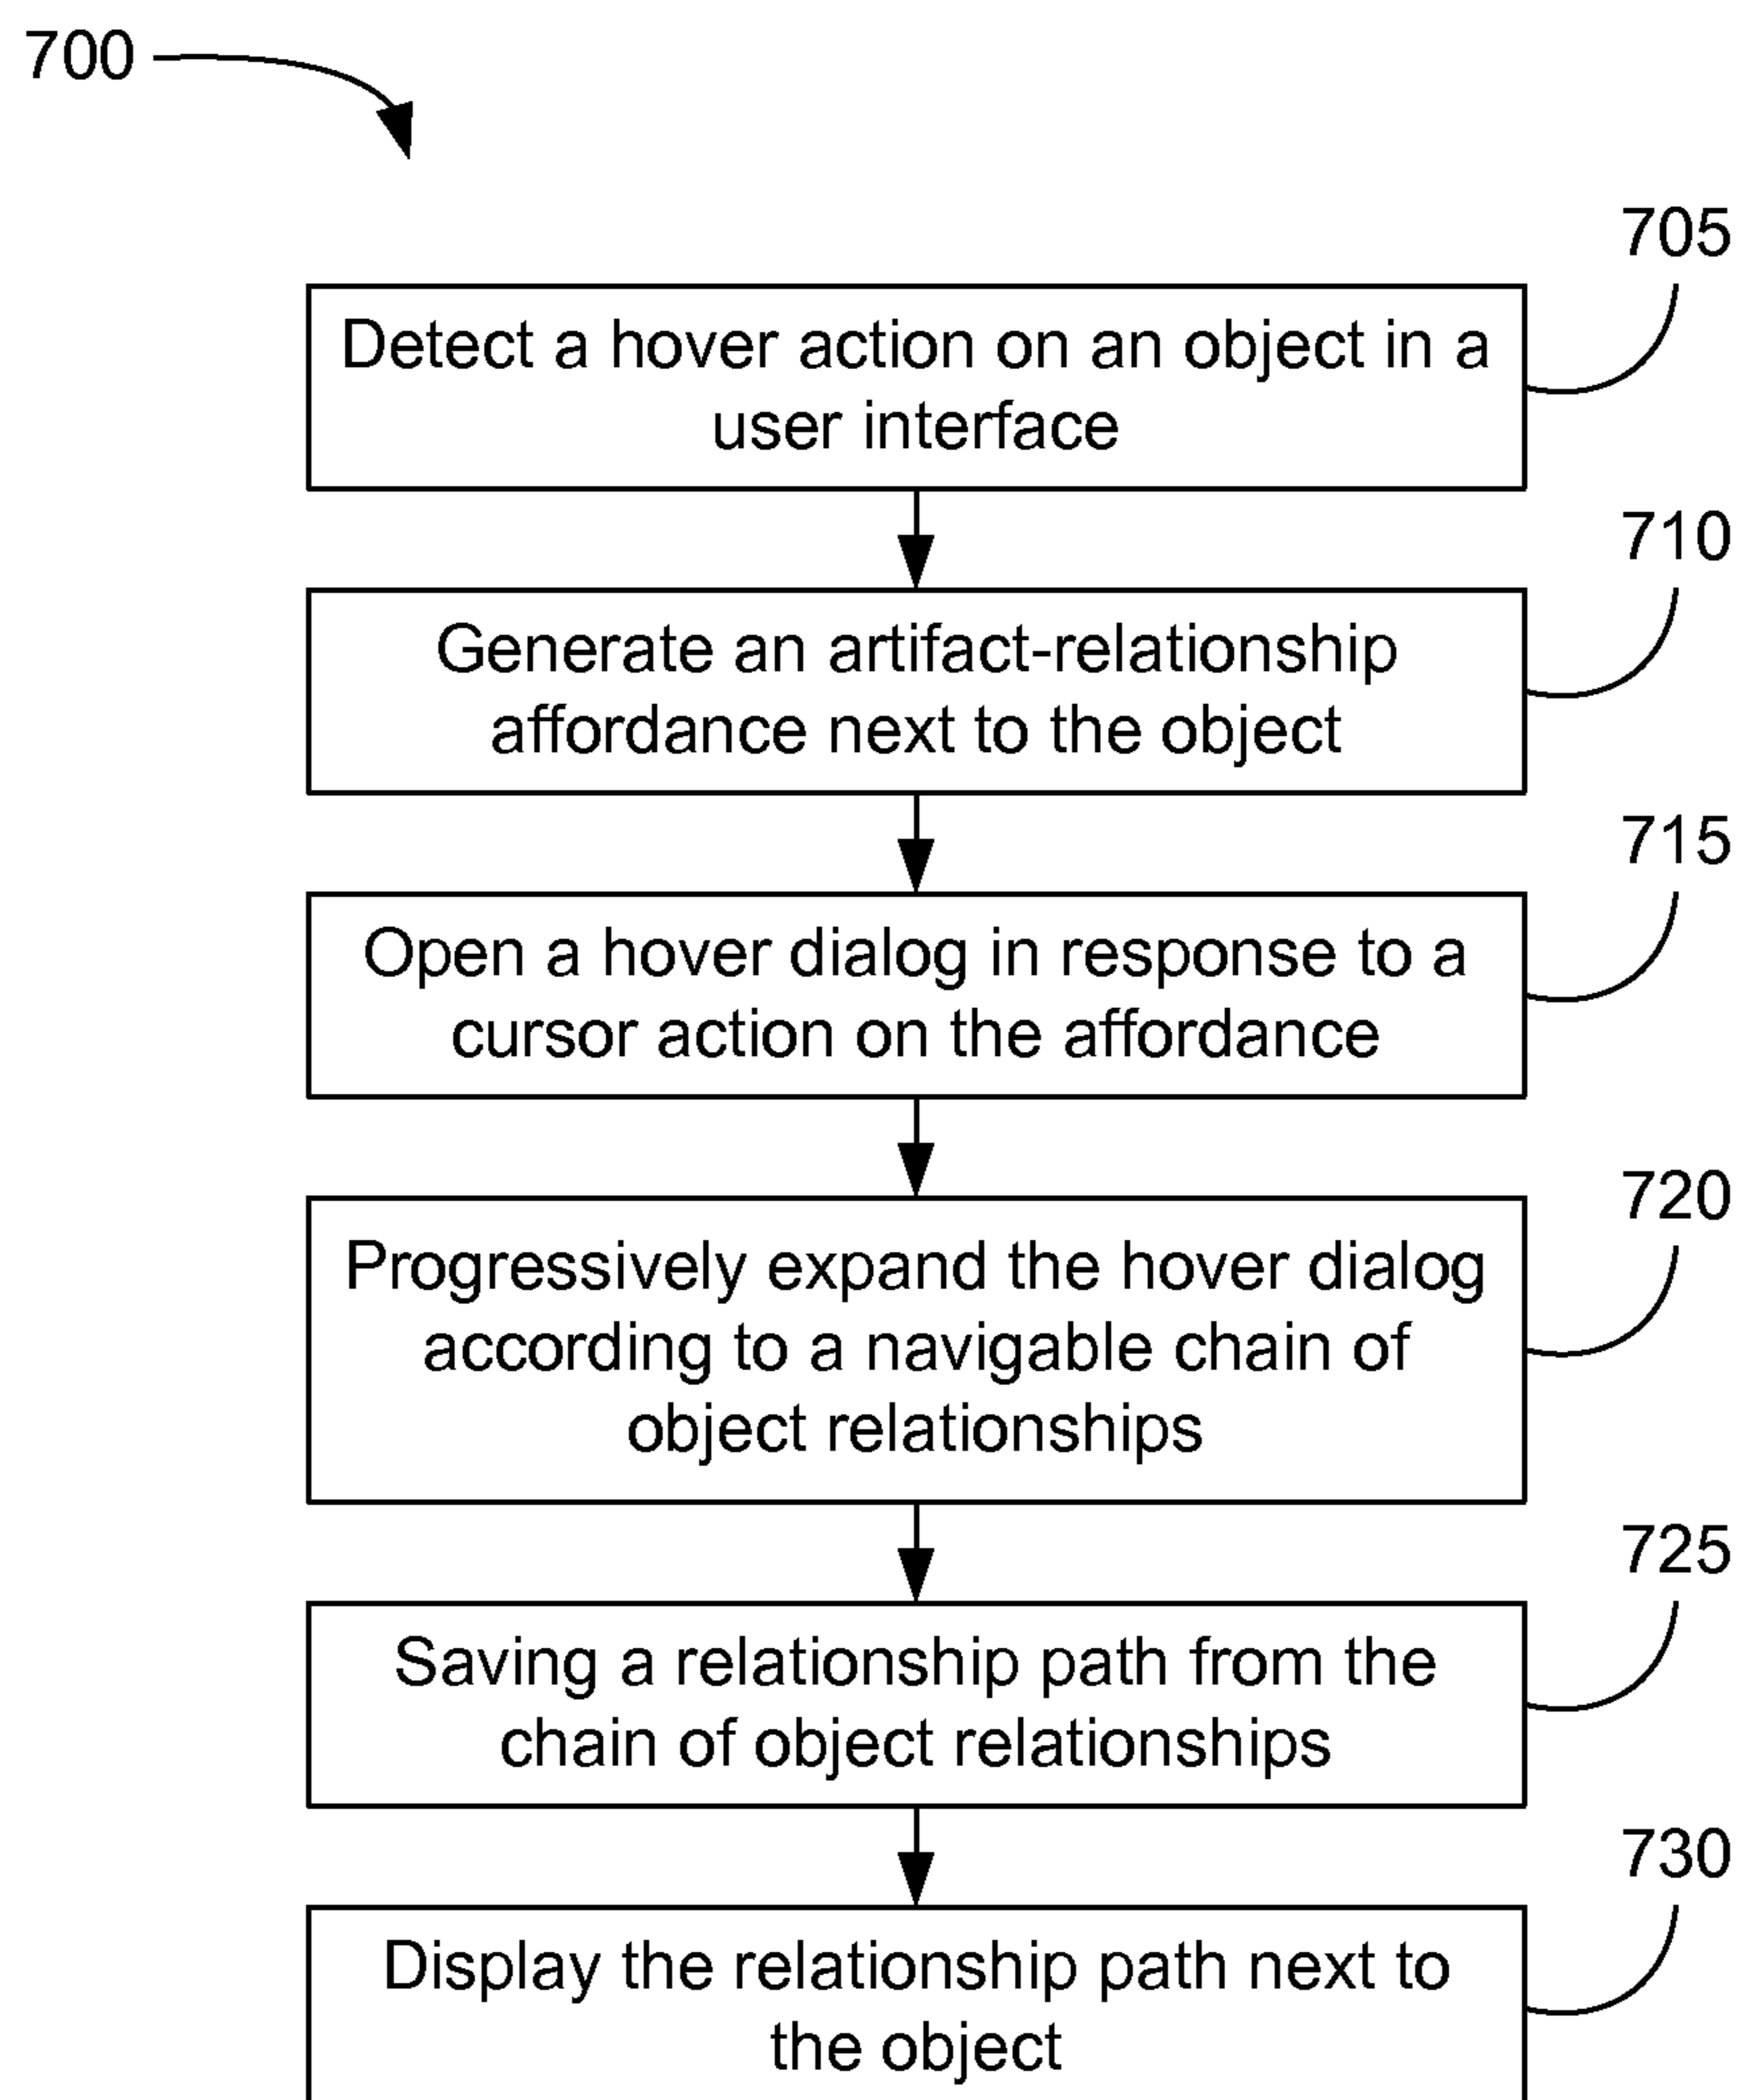 700
705
Detect a hover action on an object in a
user interface
710
Generate an artifact-relationship
affordance next to the object
715
Open a hover dialog in response to a
cursor action on the affordance
720
Progressively expand the hover dialog
according to a navigable chain of
object relationships
725
Saving a relationship path from the
chain of object relationships
730
Display the relationship path next to
the object